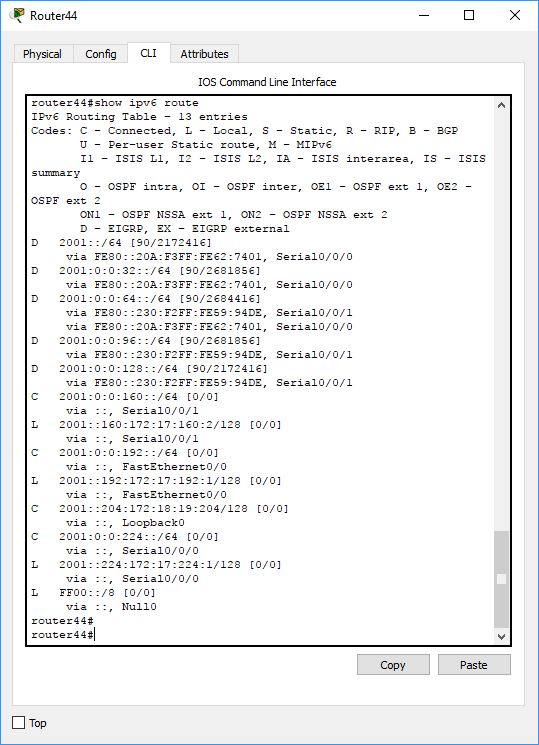 Router44
Physical Config CLI Attributes
IOS Command Line Interface
router44#show ipv6 route
IPv6 Routing Table - 13 entries
Codes: C - Connected, L - Local, S - Static, R - RIP, B - BGP
U - Per-user Static route, M - MIPv6
I1 - ISIS L1, I2 - ISIS L2, IA - ISIS interarea, IS - ISIS
summary
O - OSPF intra, OI - OSPF inter, OE1 - OSPF ext 1, OE2 -
OSPF ext 2
ON1 - OSPF NSSA ext 1, ON2 - OSPF NSSA ext 2
D - EIGRP, EX - EIGRP external
D 2001::/64 [90/2172416]
via FE80::20A:F3FF:FE62:7401, Serial0/0/0
D 2001:0:0:32::/64 [90/2681856]
via FE80::20A:F3FF:FE62:7401, Serial0/0/0
D 2001:0:0:64::/64 [90/2684416]
via FE80::230:F2FF:FE59:94DE, Serial0/0/1
via FE80::20A:F3FF:FE62:7401, Serial0/0/0
D 2001:0:0:96::/64 [90/2681856]
via FE80::230:F2FF:FE59:94DE, Serial0/0/1
D 2001:0:0:128::/64 [90/2172416]
via FE80::230:F2FF:FE59:94DE, Serial0/0/1
C 2001:0:0:160::/64 [0/0]
via ::, Serial0/0/1
L 2001::160:172:17:160:2/128 [0/0]
via ::, Serial0/0/1
C 2001:0:0:192::/64 [0/0]
via ::, FastEthernet0/0
L 2001::192:172:17:192:1/128 [0/0]
via ::, FastEthernet0/0
C 2001::204:172:18:19:204/128 [0/0]
via ::, Loopback0
C 2001:0:0:224::/64 [0/0]
via ::, Serial0/0/0
L 2001::224:172:17:224:1/128 [0/0]
via ::, Serial0/0/0
L FF00::/8 [0/0]
via ::, Null0
router44#
router44#
Copy Paste
Top